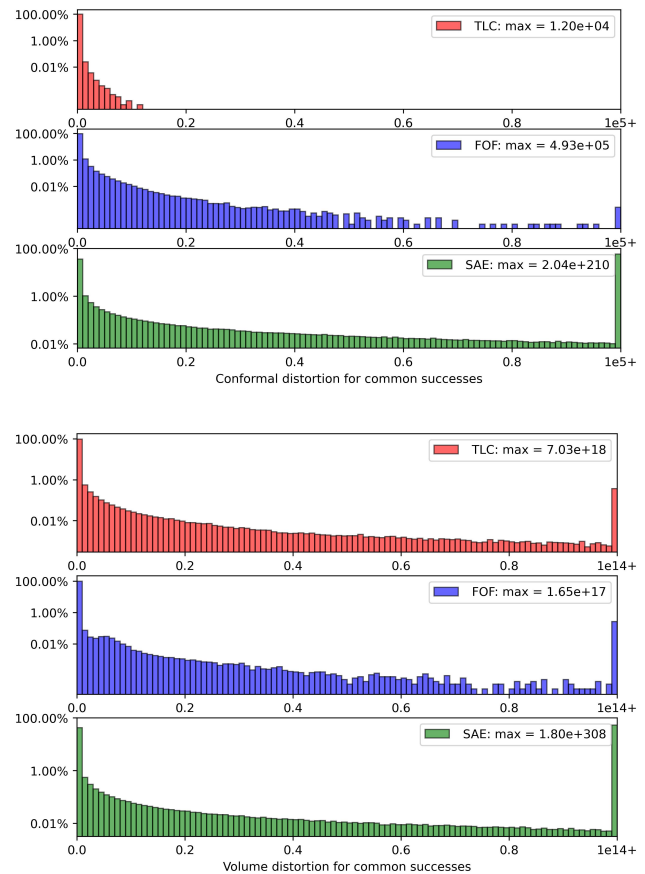 100.00%
1.00%
0.01%
TLC: max = 1.20e+04
0.0 0.2 0.4 0.6 0.8 1e5+
100.00%
1.00%
0.01%
FOF: max = 4.93e+05
0.0 0.2 0.4 0.6 0.8 1e5+
100.00%
1.00%
0.01%
SAE: max = 2.04e+210
0.0 0.2 0.4 0.6 0.8 1e5+
Conformal distortion for common successes
100.00%
1.00%
0.01%
TLC: max = 7.03e+18
0.0 0.2 0.4 0.6 0.8 1e14+
100.00%
1.00%
0.01%
FOF: max = 1.65e+17
0.0 0.2 0.4 0.6 0.8 1e14+
100.00%
1.00%
0.01%
SAE: max = 1.80e+308
0.0 0.2 0.4 0.6 0.8 1e14+
Volume distortion for common successes